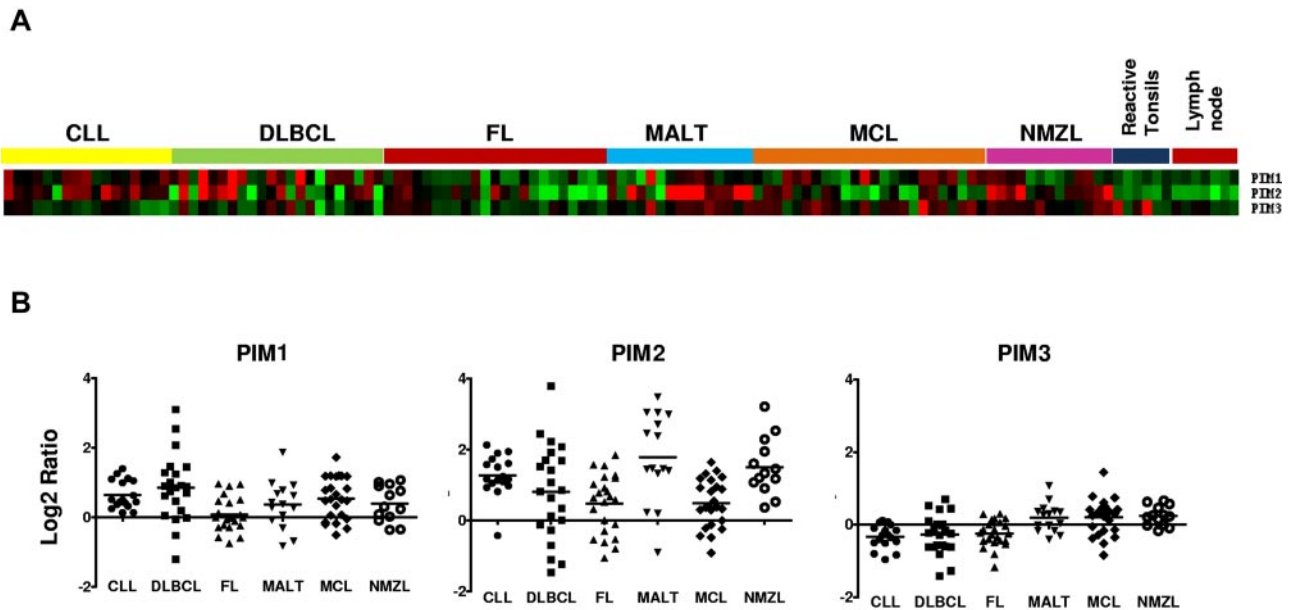 A
CLL DLBCL FL MALT MCL NMZL Reactive Tonsils Lymph node
PIM1
PIM2
PIM3
B
PIM1 PIM2 PIM3
Log2 Ratio
4 4 4
2 2 2
0 0 0
-2 -2 -2
CLL DLBCL FL MALT MCL NMZL CLL DLBCL FL MALT MCL NMZL CLL DLBCL FL MALT MCL NMZL